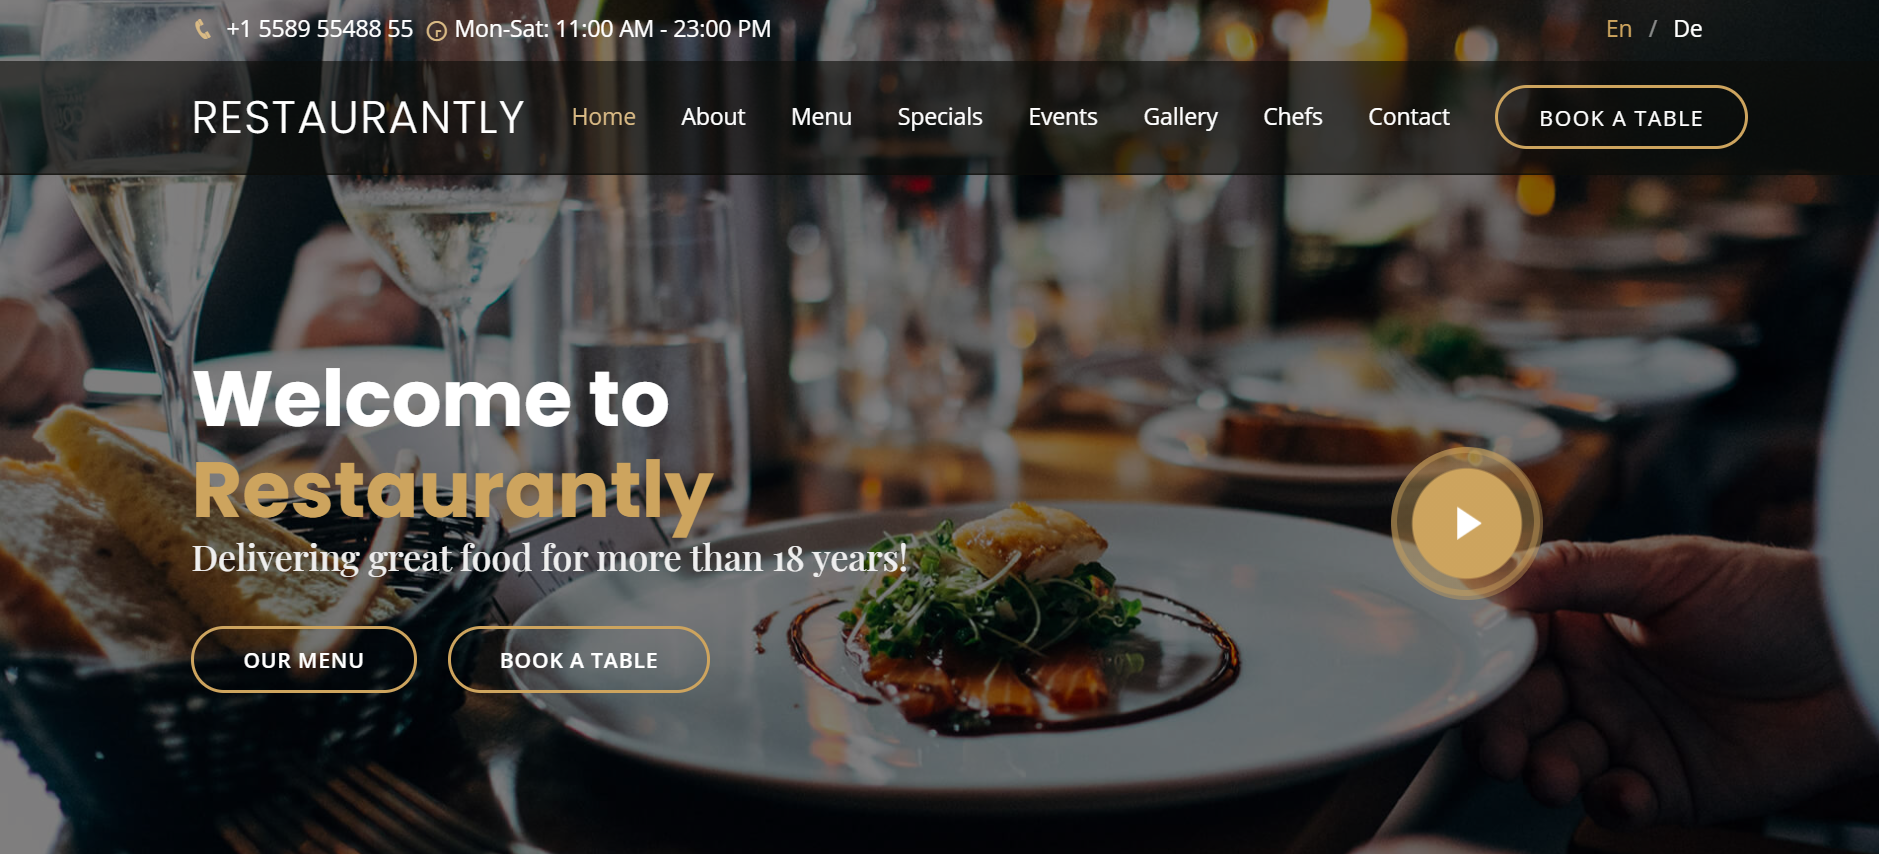 +1 5589 55488 55 Mon-Sat: 11:00 AM - 23:00 PM En / De
RESTAURANTLY Home About Menu Specials Events Gallery Chefs Contact BOOK A TABLE
Welcome to
Restaurantly
Delivering great food for more than 18 years!
OUR MENU BOOK A TABLE